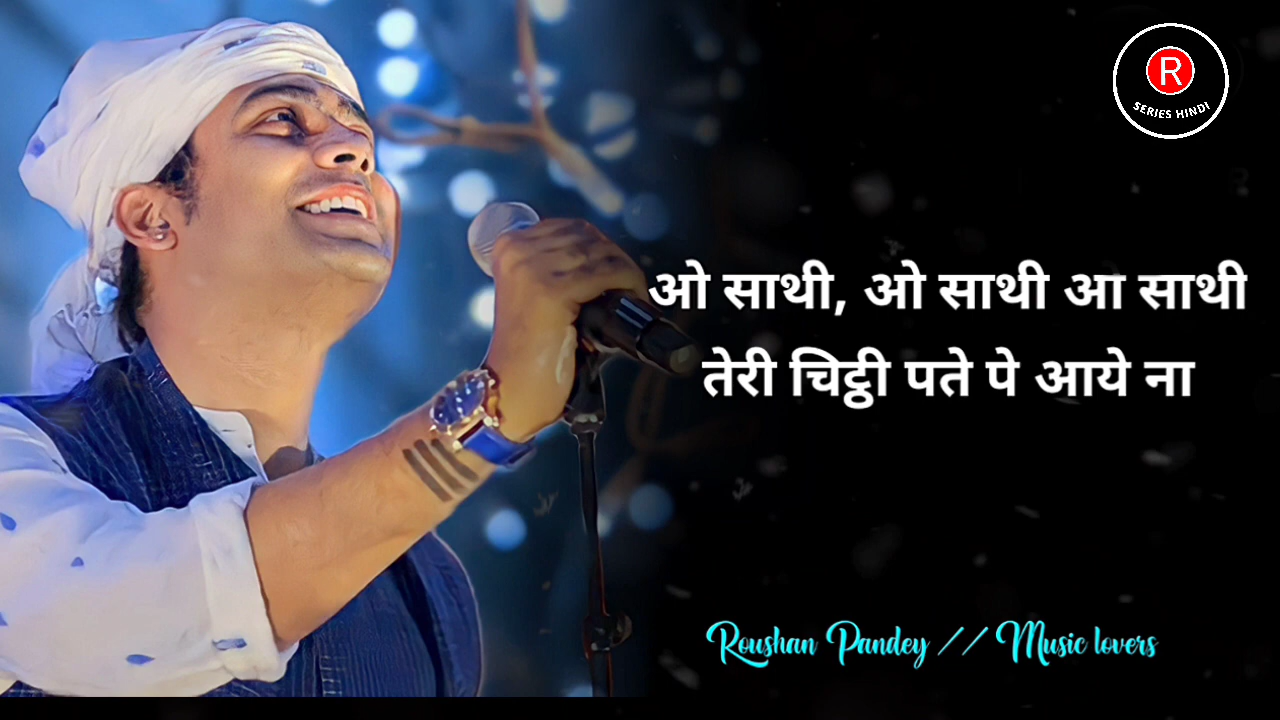 R
SERIES HINDI
ओ साथी, ओ साथी आ साथी
तेरी चिट्ठी पते पे आये ना
Roushan Pandey // Music lovers